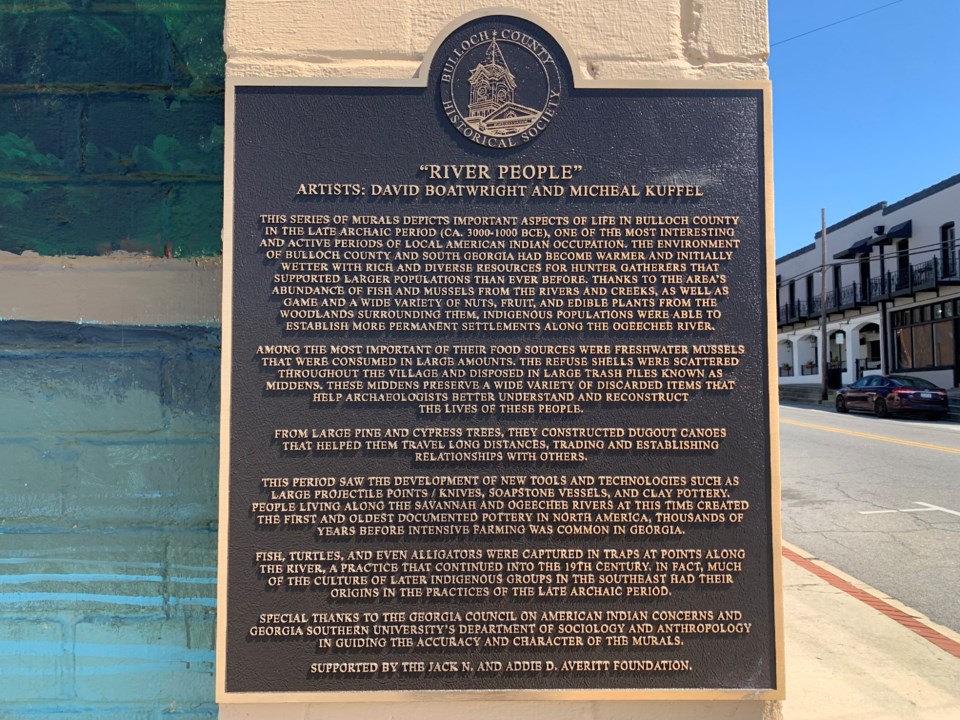 BULLOCH COUNTY
HISTORICAL SOCIETY
"RIVER PEOPLE"
ARTISTS: DAVID BOATWRIGHT AND MICHEAL KUFFEL
THIS SERIES OF MURALS DEPICTS IMPORTANT ASPECTS OF LIFE IN BULLOCH COUNTY
IN THE LATE ARCHAIC PERIOD (CA. 3000-1000 BCE), ONE OF THE MOST INTERESTING
AND ACTIVE PERIODS OF LOCAL AMERICAN INDIAN OCCUPATION. THE ENVIRONMENT
OF BULLOCH COUNTY AND SOUTH GEORGIA HAD BECOME WARMER AND INITIALLY
WETTER WITH RICH AND DIVERSE RESOURCES FOR HUNTER GATHERERS THAT
SUPPORTED LARGER POPULATIONS THAN EVER BEFORE. THANKS TO THE AREA'S
ABUNDANCE OF FISH AND MUSSELS FROM THE RIVERS AND CREEKS, AS WELL AS
GAME AND A WIDE VARIETY OF NUTS, FRUIT, AND EDIBLE PLANTS FROM THE
WOODLANDS SURROUNDING THEM, INDIGENOUS POPULATIONS WERE ABLE TO
ESTABLISH MORE PERMANENT SETTLEMENTS ALONG THE OGEECHEE RIVER.
AMONG THE MOST IMPORTANT OF THEIR FOOD SOURCES WERE FRESHWATER MUSSELS
THAT WERE CONSUMED IN LARGE AMOUNTS. THE REFUSE SHELLS WERE SCATTERED
THROUGHOUT THE VILLAGE AND DISPOSED IN LARGE TRASH PILES KNOWN AS
MIDDENS. THESE MIDDENS PRESERVE A WIDE VARIETY OF DISCARDED ITEMS THAT
HELP ARCHAEOLOGISTS BETTER UNDERSTAND AND RECONSTRUCT
THE LIVES OF THESE PEOPLE.
FROM LARGE PINE AND CYPRESS TREES, THEY CONSTRUCTED DUGOUT CANOES
THAT HELPED THEM TRAVEL LONG DISTANCES, TRADING AND ESTABLISHING
RELATIONSHIPS WITH OTHERS.
THIS PERIOD SAW THE DEVELOPMENT OF NEW TOOLS AND TECHNOLOGIES SUCH AS
LARGE PROJECTILE POINTS / KNIVES, SOAPSTONE VESSELS, AND CLAY POTTERY.
PEOPLE LIVING ALONG THE SAVANNAH AND OGEECHEE RIVERS AT THIS TIME CREATED
THE FIRST AND OLDEST DOCUMENTED POTTERY IN NORTH AMERICA, THOUSANDS OF
YEARS BEFORE INTENSIVE FARMING WAS COMMON IN GEORGIA.
FISH, TURTLES, AND EVEN ALLIGATORS WERE CAPTURED IN TRAPS AT POINTS ALONG
THE RIVER, A PRACTICE THAT CONTINUED INTO THE 19TH CENTURY. IN FACT, MUCH
OF THE CULTURE OF LATER INDIGENOUS GROUPS IN THE SOUTHEAST HAD THEIR
ORIGINS IN THE PRACTICES OF THE LATE ARCHAIC PERIOD.
SPECIAL THANKS TO THE GEORGIA COUNCIL ON AMERICAN INDIAN CONCERNS AND
GEORGIA SOUTHERN UNIVERSITY'S DEPARTMENT OF SOCIOLOGY AND ANTHROPOLOGY
IN GUIDING THE ACCURACY AND CHARACTER OF THE MURALS.
SUPPORTED BY THE JACK N. AND ADDIE D. AVERITT FOUNDATION.